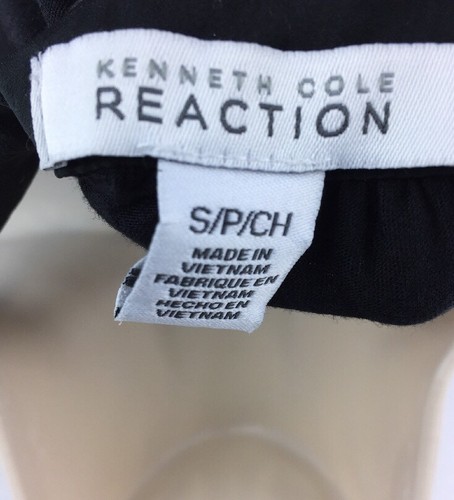 KENNETH COLE
REACTION
S/P/CH
MADE IN
VIETNAM
FABRIQUE EN
VIETNAM
HECHO EN
VIETNAM